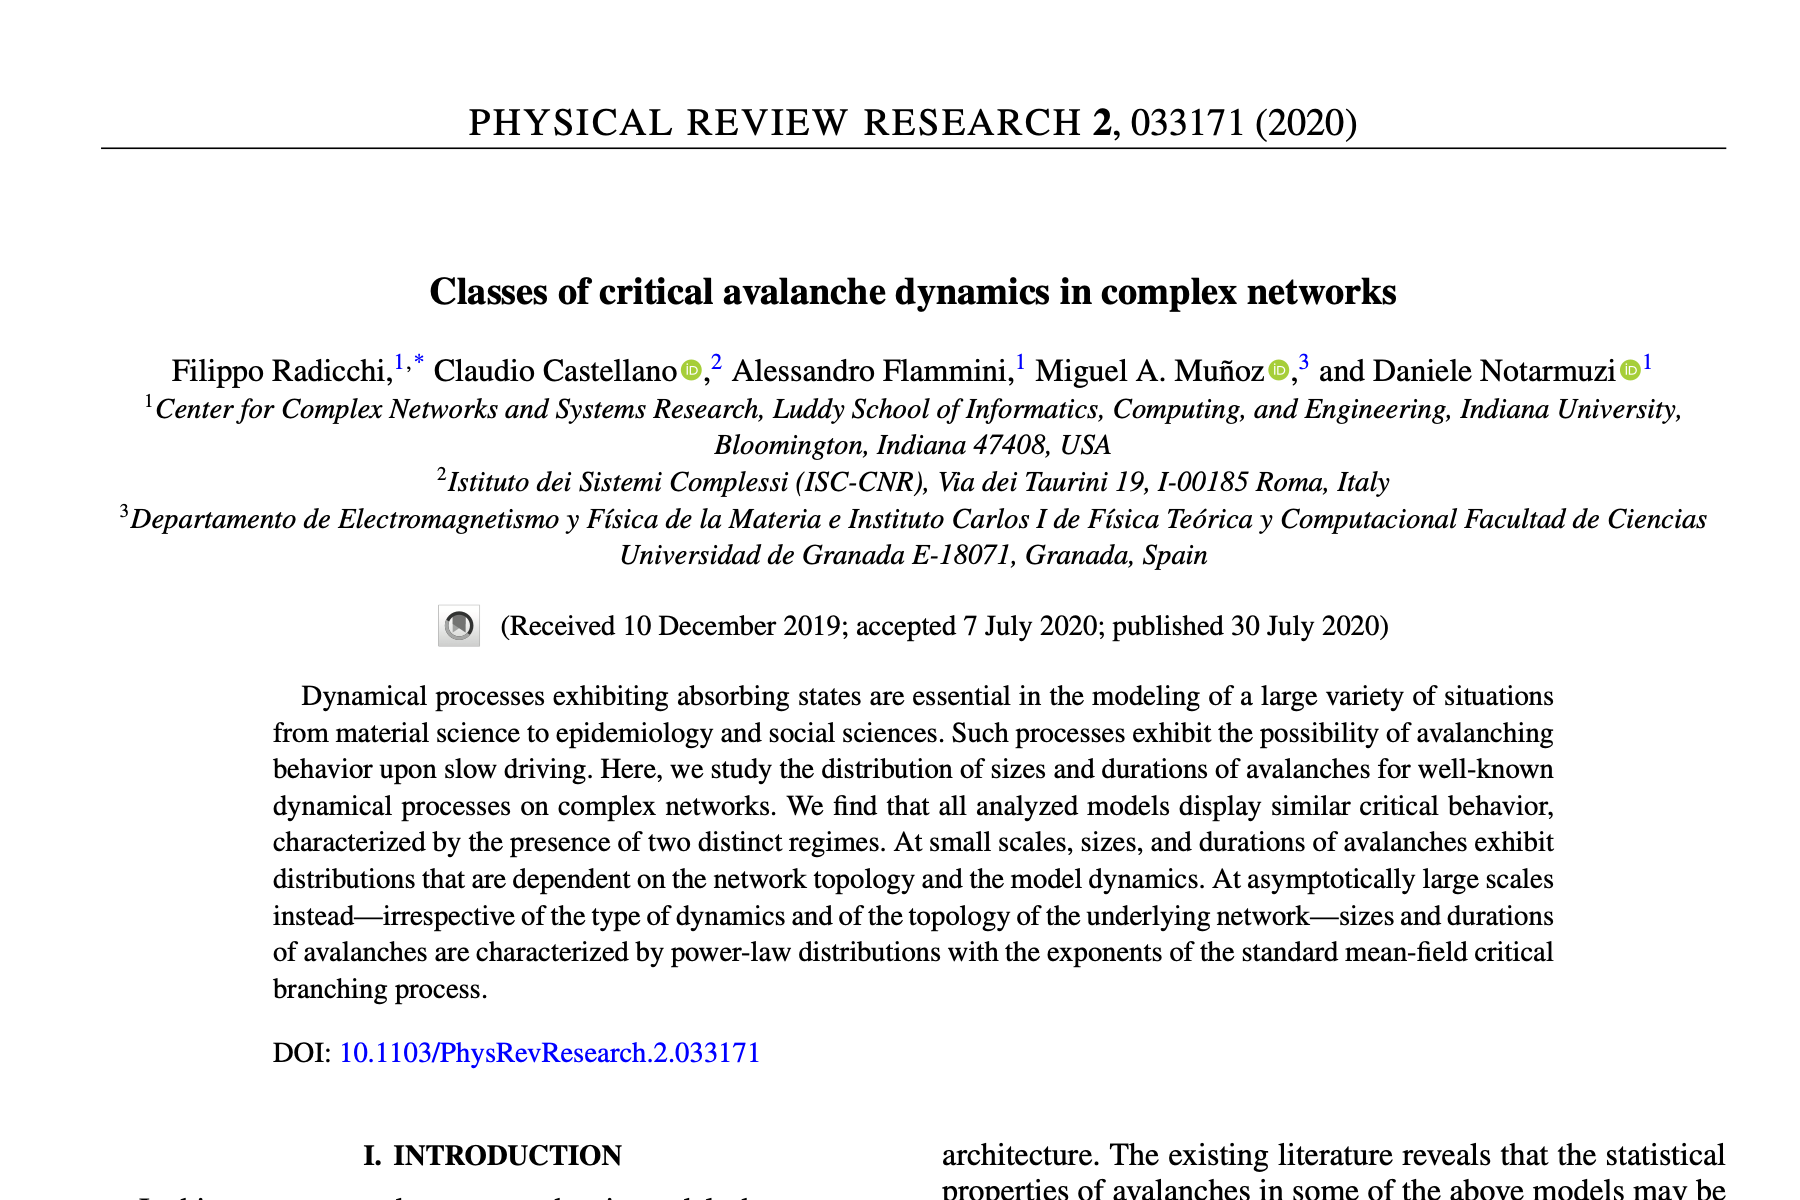 PHYSICAL REVIEW RESEARCH 2, 033171 (2020)
Classes of critical avalanche dynamics in complex networks
Filippo Radicchi,1,* Claudio Castellano iD,2 Alessandro Flammini,1 Miguel A. Muñoz iD,3 and Daniele Notarmuzi iD1
1Center for Complex Networks and Systems Research, Luddy School of Informatics, Computing, and Engineering, Indiana University,
Bloomington, Indiana 47408, USA
2Istituto dei Sistemi Complessi (ISC-CNR), Via dei Taurini 19, I-00185 Roma, Italy
3Departamento de Electromagnetismo y Física de la Materia e Instituto Carlos I de Física Teórica y Computacional Facultad de Ciencias
Universidad de Granada E-18071, Granada, Spain
(Received 10 December 2019; accepted 7 July 2020; published 30 July 2020)
Dynamical processes exhibiting absorbing states are essential in the modeling of a large variety of situations
from material science to epidemiology and social sciences. Such processes exhibit the possibility of avalanching
behavior upon slow driving. Here, we study the distribution of sizes and durations of avalanches for well-known
dynamical processes on complex networks. We find that all analyzed models display similar critical behavior,
characterized by the presence of two distinct regimes. At small scales, sizes, and durations of avalanches exhibit
distributions that are dependent on the network topology and the model dynamics. At asymptotically large scales
instead—irrespective of the type of dynamics and of the topology of the underlying network—sizes and durations
of avalanches are characterized by power-law distributions with the exponents of the standard mean-field critical
branching process.
DOI: 10.1103/PhysRevResearch.2.033171
I. INTRODUCTION
architecture. The existing literature reveals that the statistical
properties of avalanches in some of the above models may be